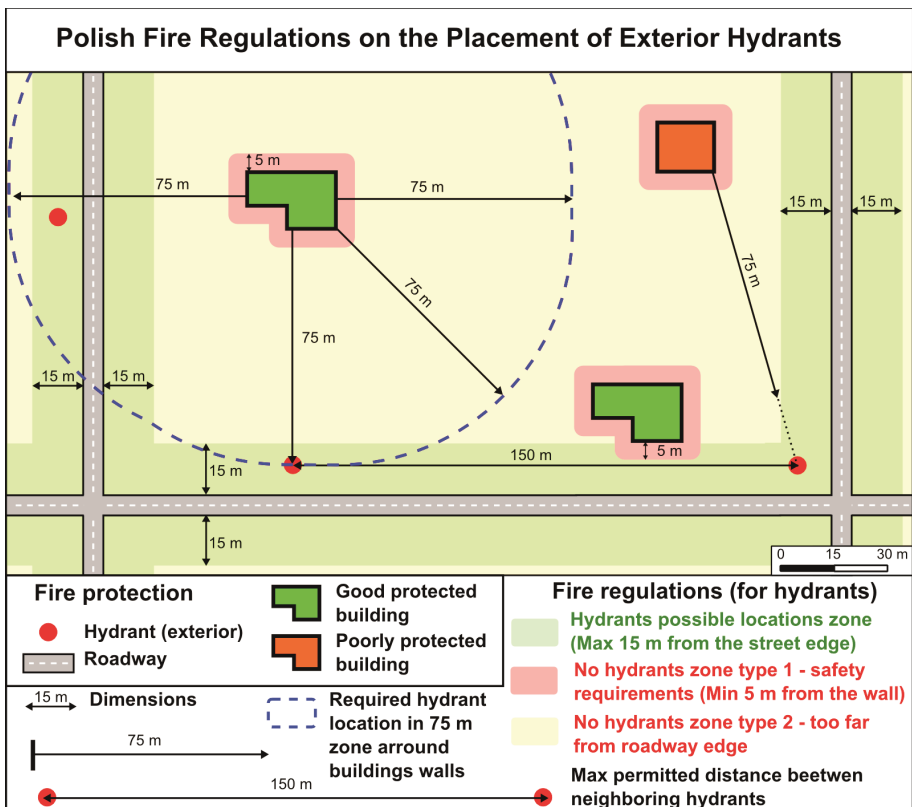 Polish Fire Regulations on the Placement of Exterior Hydrants
5 m
75 m
75 m
15 m
15 m
75 m
75 m
75 m
15 m
15 m
15 m
150 m
5 m
15 m
0 15 30 m
Fire protection
Hydrant (exterior)
Roadway
Good protected
building
Poorly protected
building
15 m
Dimensions
75 m
150 m
Required hydrant
location in 75 m
zone arround
buildings walls
Fire regulations (for hydrants)
Hydrants possible locations zone
(Max 15 m from the street edge)
No hydrants zone type 1 - safety
requirements (Min 5 m from the wall)
No hydrants zone type 2 - too far
from roadway edge
Max permitted distance beetwen
neighboring hydrants